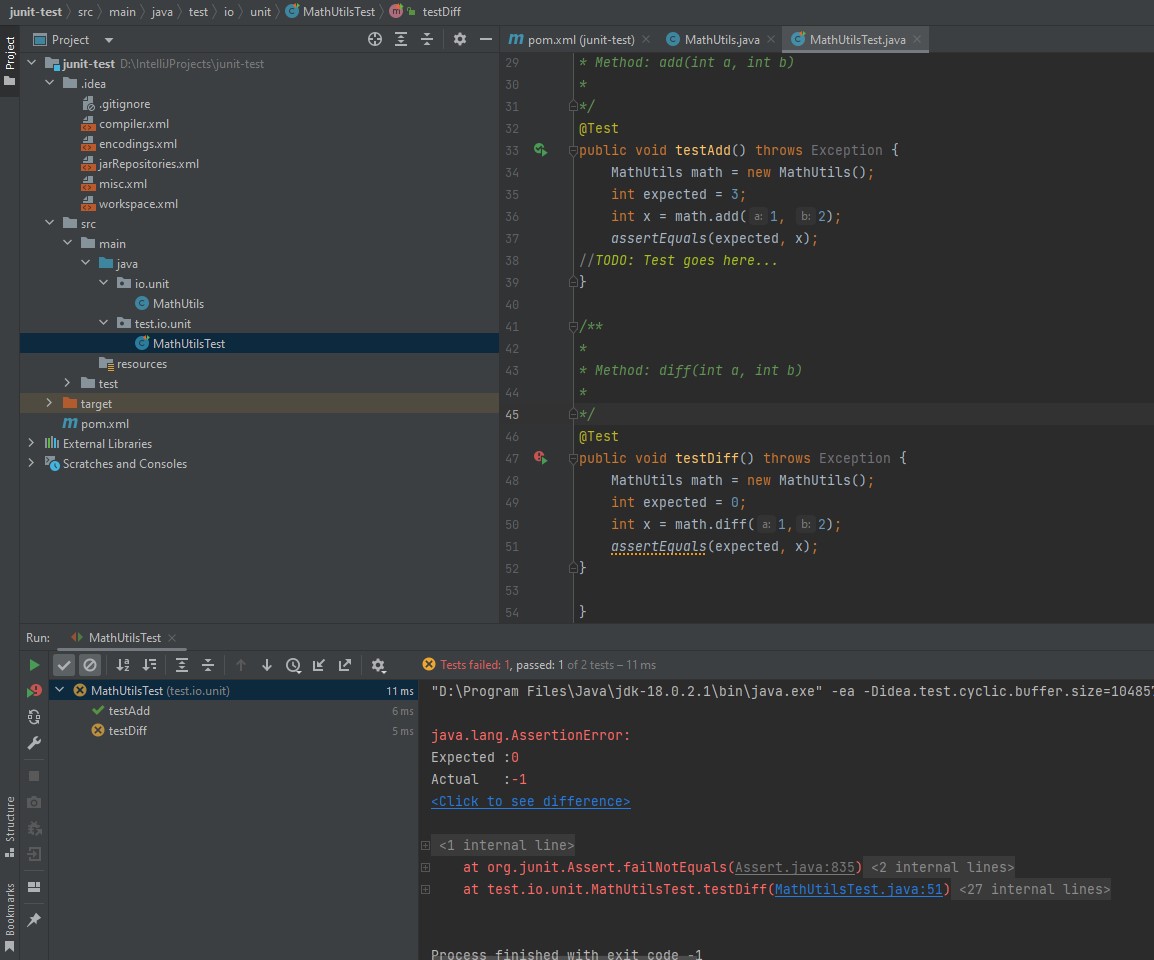 junit-test src main java test io unit MathUtilsTest m testDiff
Project
pom.xml (junit-test) MathUtils.java MathUtilsTest.java
Project
junit-test D:\IntelliJProjects\junit-test
.idea
.gitignore
compiler.xml
encodings.xml
jarRepositories.xml
misc.xml
workspace.xml
src
main
java
io.unit
MathUtils
test.io.unit
MathUtilsTest
resources
test
target
pom.xml
External Libraries
Scratches and Consoles
29 * Method: add(int a, int b)
30 *
31 */
32 @Test
33 public void testAdd() throws Exception {
34 MathUtils math = new MathUtils();
35 int expected = 3;
36 int x = math.add( a: 1, b: 2);
37 assertEquals(expected, x);
38 //TODO: Test goes here...
39 }
40
41 /**
42 *
43 * Method: diff(int a, int b)
44 *
45 */
46 @Test
47 public void testDiff() throws Exception {
48 MathUtils math = new MathUtils();
49 int expected = 0;
50 int x = math.diff( a: 1, b: 2);
51 assertEquals(expected, x);
52 }
53
54 }
Run: MathUtilsTest
Tests failed: 1, passed: 1 of 2 tests – 11 ms
MathUtilsTest (test.io.unit) 11 ms
testAdd 6 ms
testDiff 5 ms
"D:\Program Files\Java\jdk-18.0.2.1\bin\java.exe" -ea -Didea.test.cyclic.buffer.size=104857
java.lang.AssertionError:
Expected :0
Actual :-1
<Click to see difference>
<1 internal line>
at org.junit.Assert.failNotEquals(Assert.java:835) <2 internal lines>
at test.io.unit.MathUtilsTest.testDiff(MathUtilsTest.java:51) <27 internal lines>
Process finished with exit code -1
Structure
Bookmarks